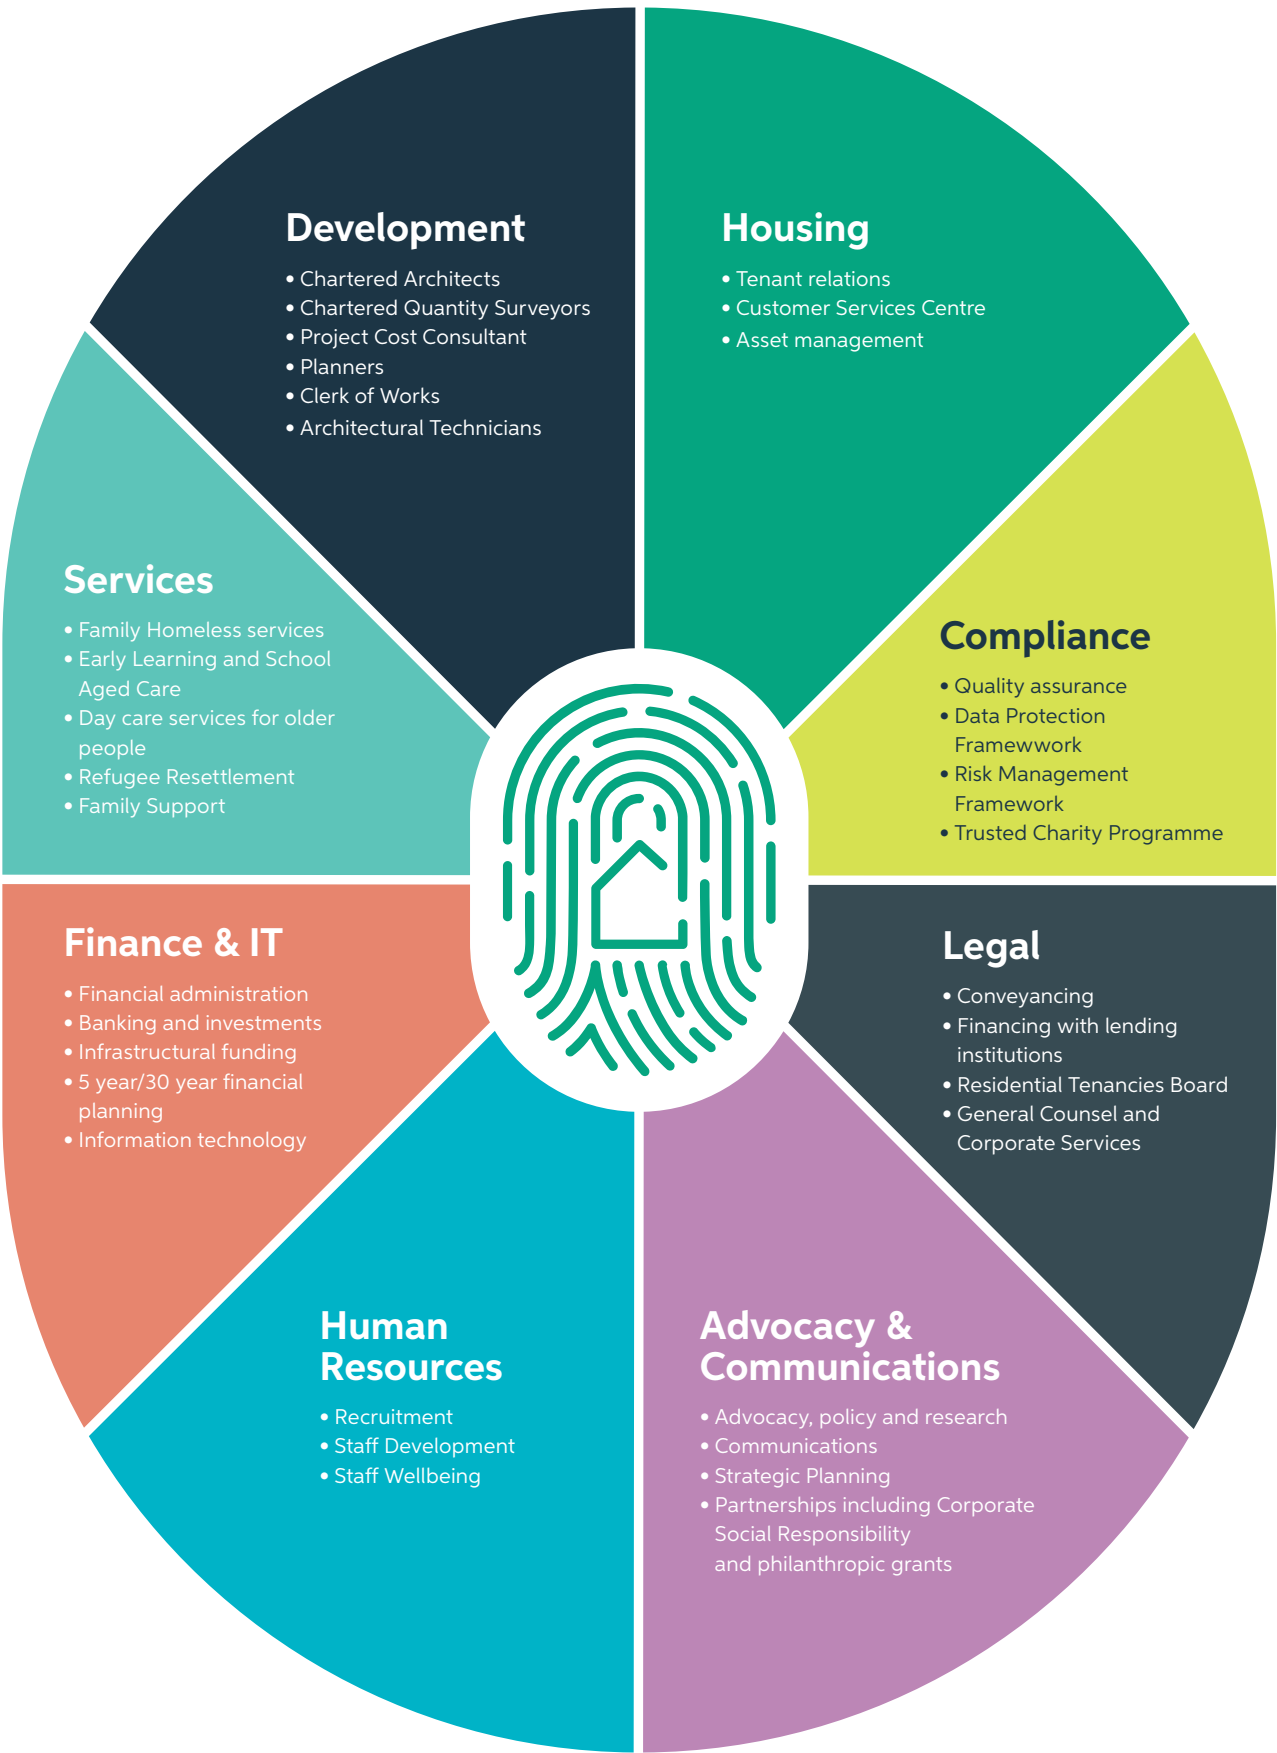 Development
• Chartered Architects
• Chartered Quantity Surveyors
• Project Cost Consultant
• Planners
• Clerk of Works
• Architectural Technicians
Housing
• Tenant relations
• Customer Services Centre
• Asset management
Services
• Family Homeless services
• Early Learning and School
Aged Care
• Day care services for older
people
• Refugee Resettlement
• Family Support
Compliance
• Quality assurance
• Data Protection
Framewwork
• Risk Management
Framework
• Trusted Charity Programme
Finance & IT
• Financial administration
• Banking and investments
• Infrastructural funding
• 5 year/30 year financial
planning
• Information technology
Legal
• Conveyancing
• Financing with lending
institutions
• Residential Tenancies Board
• General Counsel and
Corporate Services
Human
Resources
• Recruitment
• Staff Development
• Staff Wellbeing
Advocacy &
Communications
• Advocacy, policy and research
• Communications
• Strategic Planning
• Partnerships including Corporate
Social Responsibility
and philanthropic grants